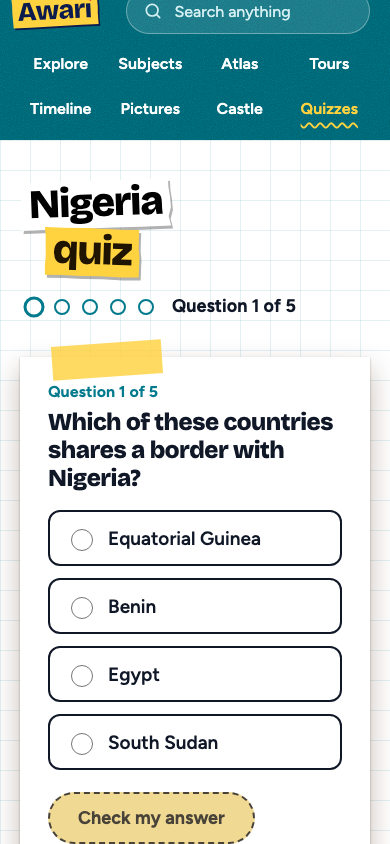 Awari
Search anything
Explore
Subjects
Atlas
Tours
Timeline
Pictures
Castle
Quizzes
Nigeria
quiz
Question 1 of 5
Question 1 of 5
Which of these countries
shares a border with
Nigeria?
Equatorial Guinea
Benin
Egypt
South Sudan
Check my answer